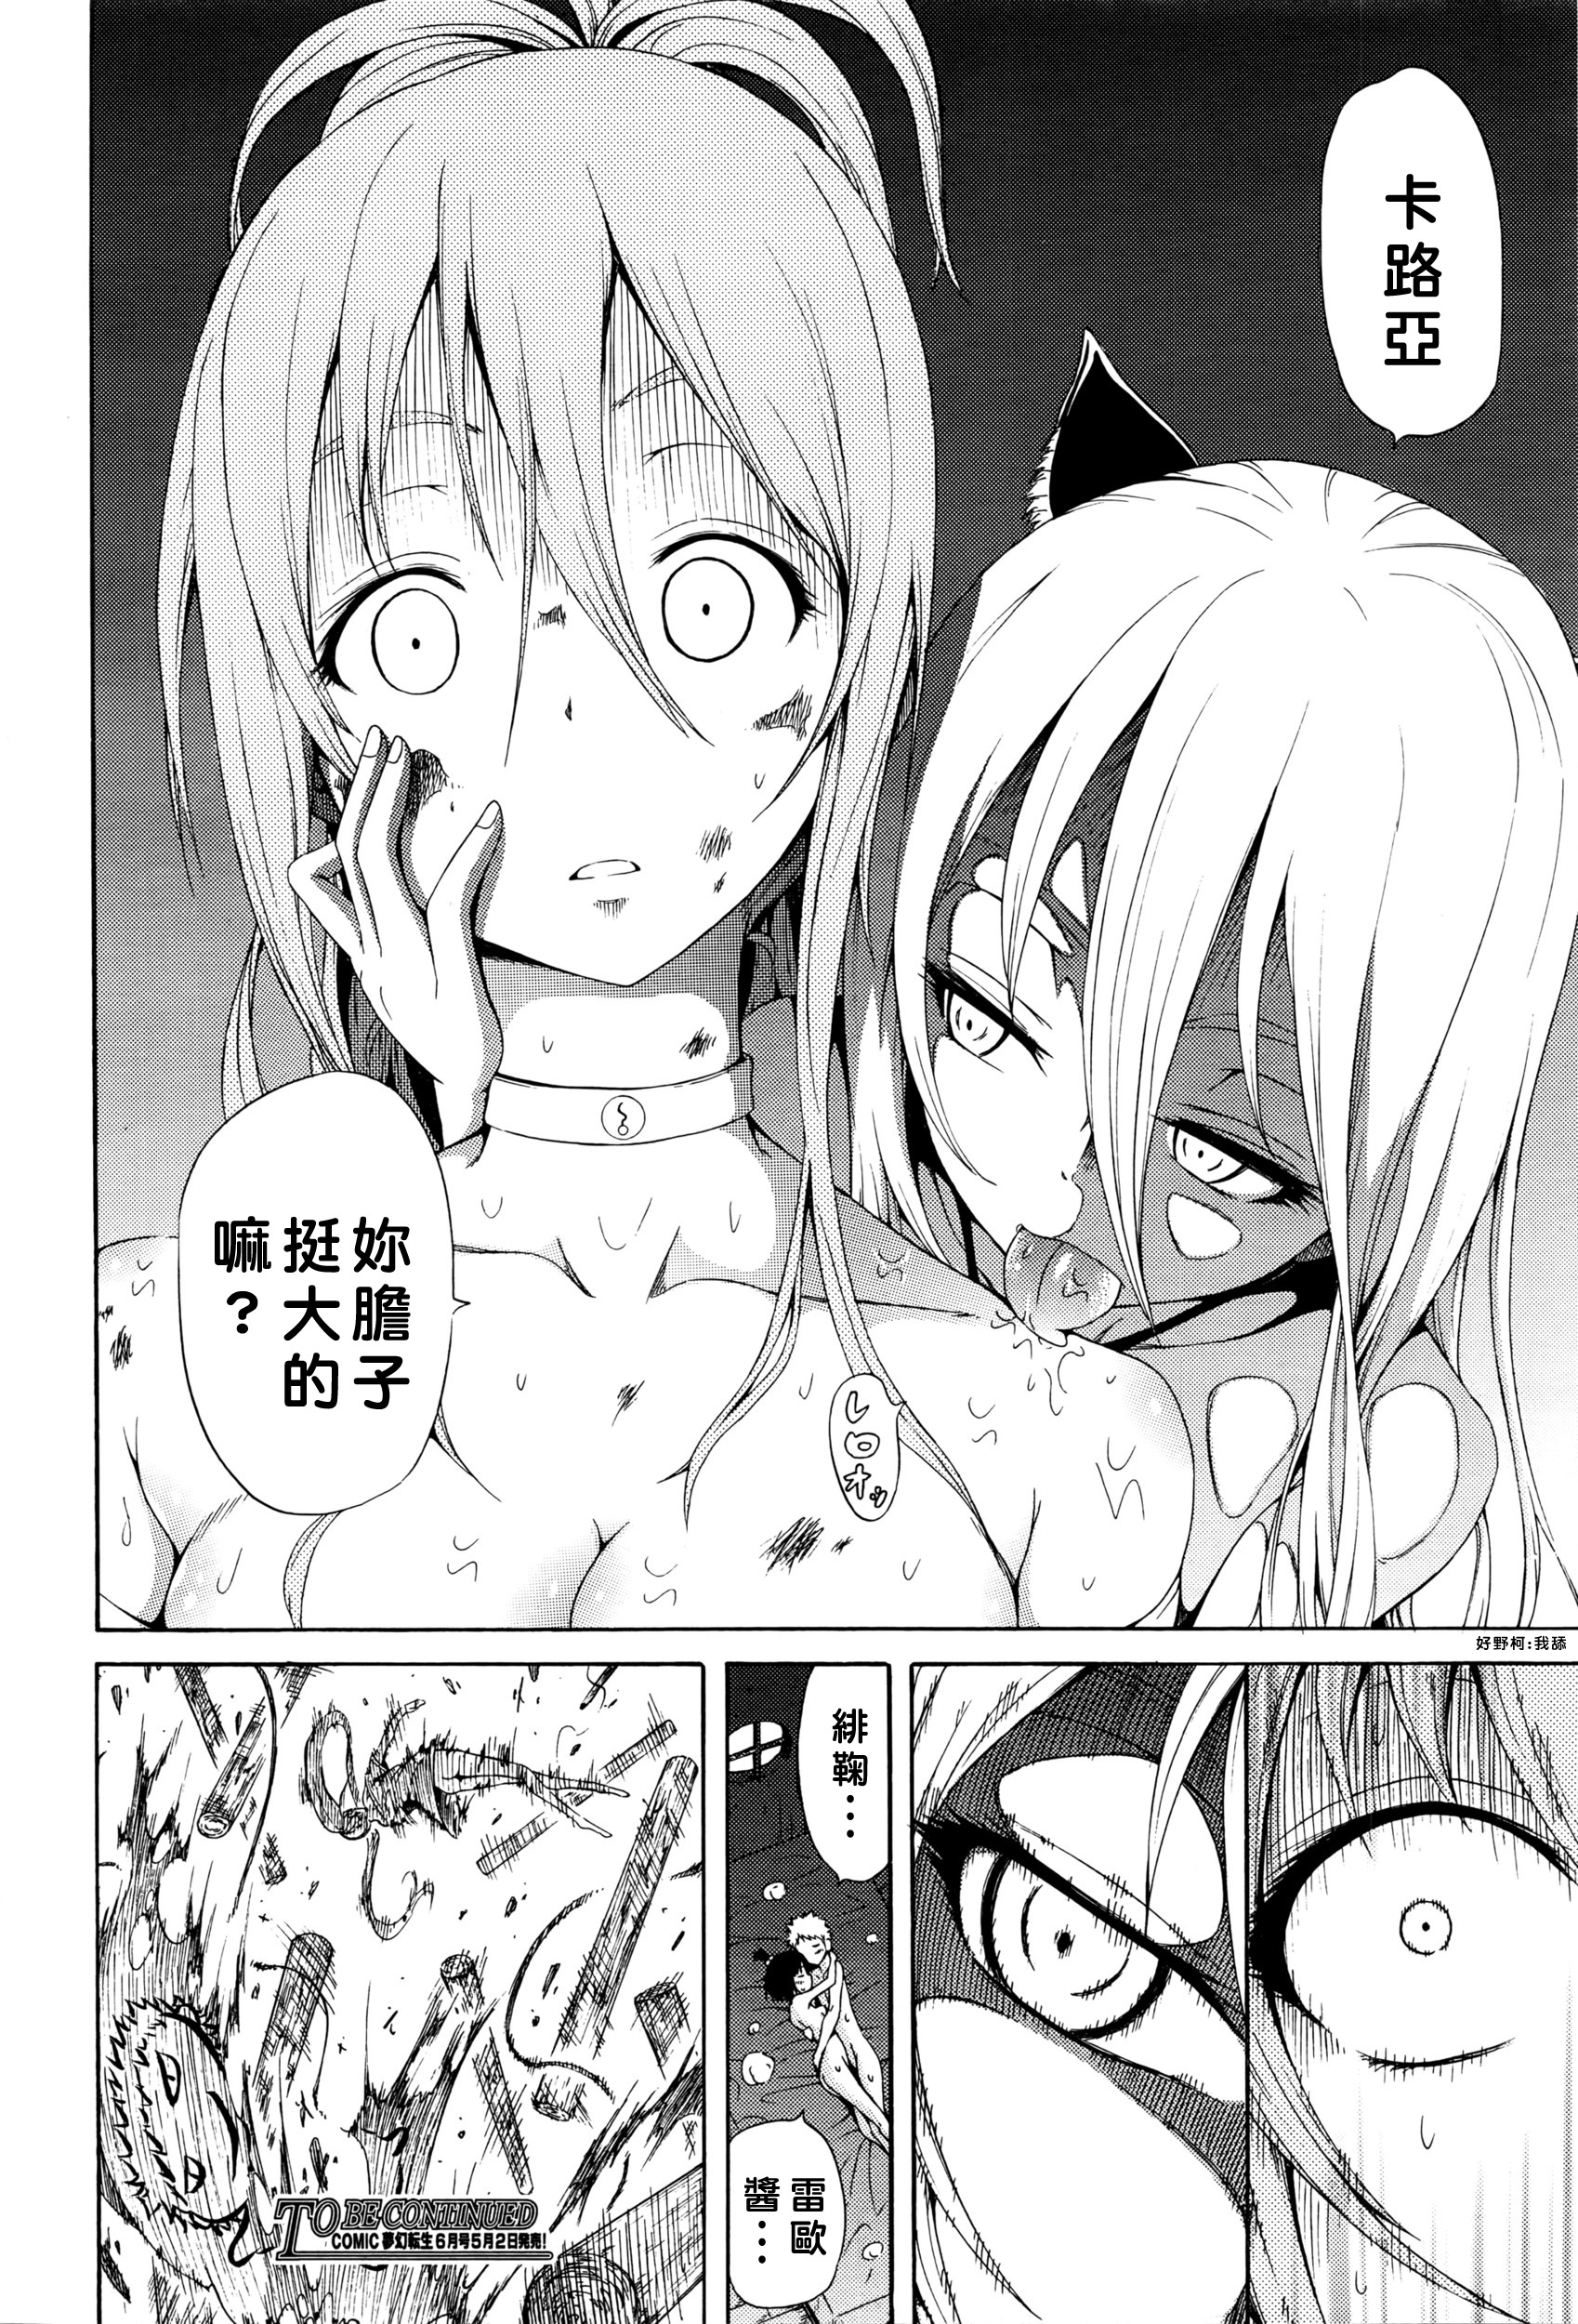 卡路亞
妳膽子
挺大的
嘛？
レロオッ
好野柯:我舔
緋鞠…
雷歐
醬…
TO BE CONTINUED
COMIC 夢幻転生6月号5月2日発売!